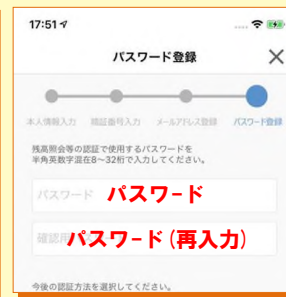 17:51
パスワード登録
本人情報入力 暗証番号入力 メールアドレス登録 パスワード登録
残高照会等の認証で使用するパスワードを
半角英数字混在8～32桁で入力してください。
パスワード パスワード
確認用 パスワード(再入力)
今後の認証方法を選択してください。